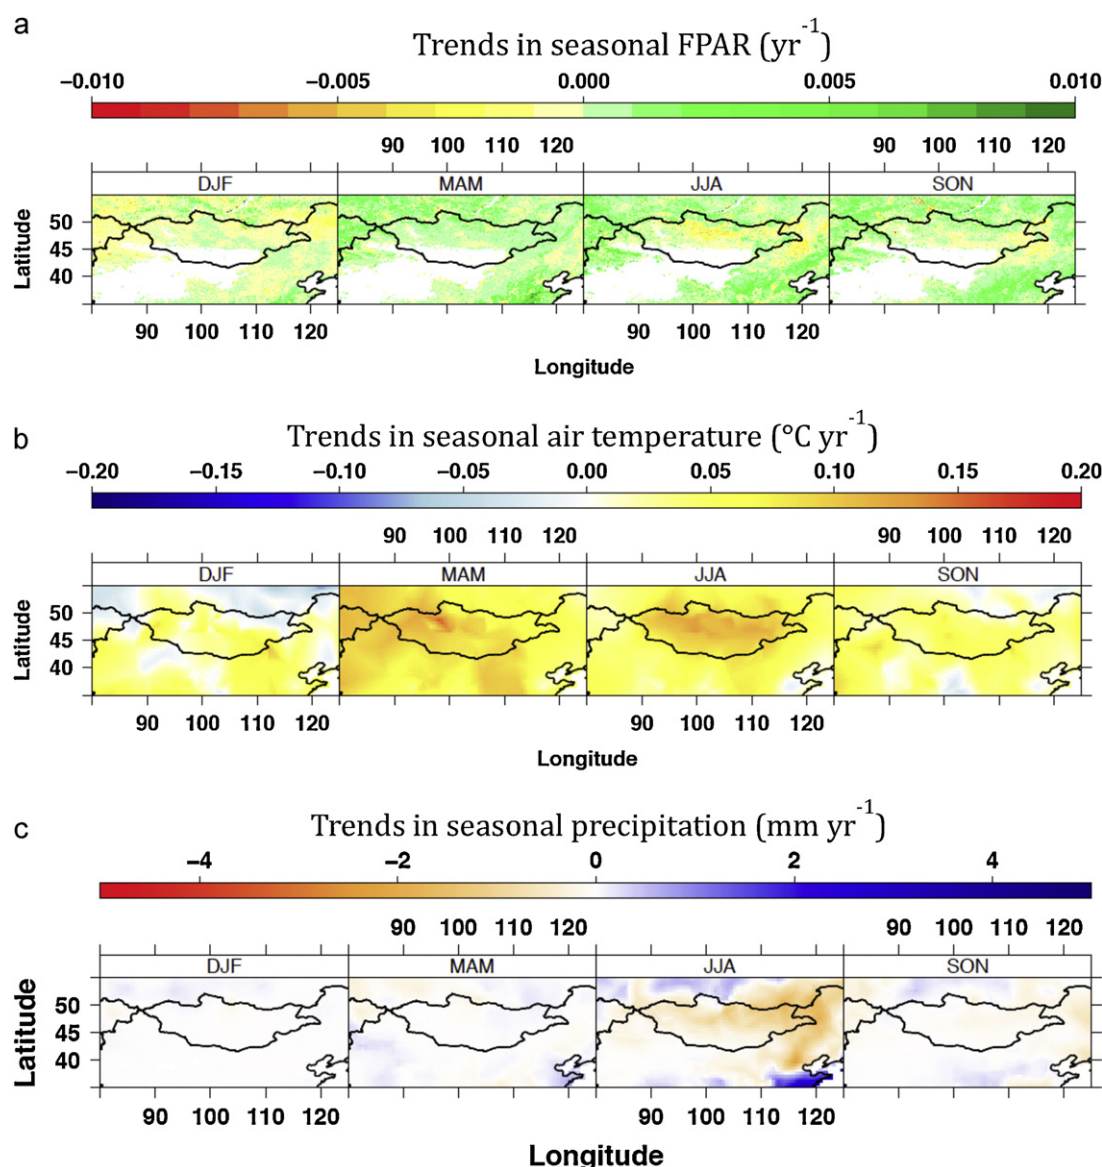 a
Trends in seasonal FPAR (yr⁻¹)
−0.010 −0.005 0.000 0.005 0.010
90 100 110 120 90 100 110 120
DJF MAM JJA SON
Latitude
50
45
40
90 100 110 120 90 100 110 120
Longitude
b
Trends in seasonal air temperature (°C yr⁻¹)
−0.20 −0.15 −0.10 −0.05 0.00 0.05 0.10 0.15 0.20
90 100 110 120 90 100 110 120
DJF MAM JJA SON
Latitude
50
45
40
90 100 110 120 90 100 110 120
Longitude
c
Trends in seasonal precipitation (mm yr⁻¹)
−4 −2 0 2 4
90 100 110 120 90 100 110 120
DJF MAM JJA SON
Latitude
50
45
40
90 100 110 120 90 100 110 120
Longitude